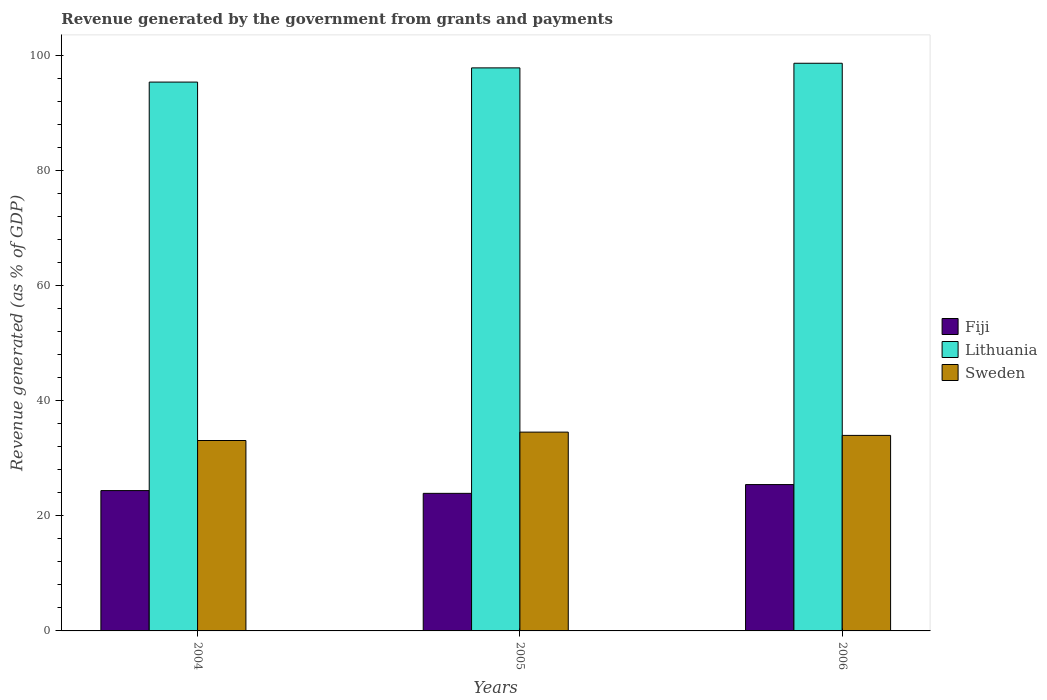 Revenue generated by the government from grants and payments
Revenue generated (as % of GDP)
100
80
60
40
20
0
2004
2005
2006
Years
Fiji
Lithuania
Sweden